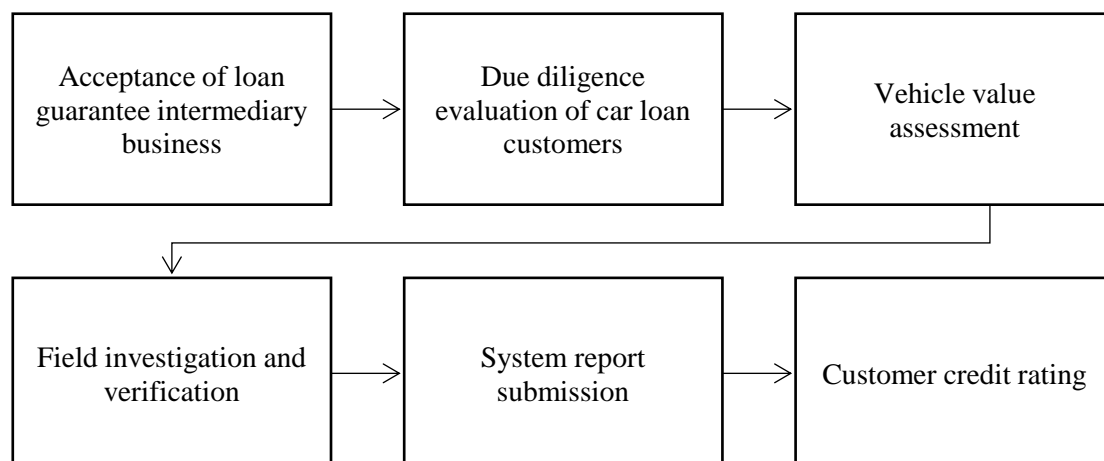 Acceptance of loan
guarantee intermediary
business
Due diligence
evaluation of car loan
customers
Vehicle value
assessment
Field investigation and
verification
System report
submission
Customer credit rating